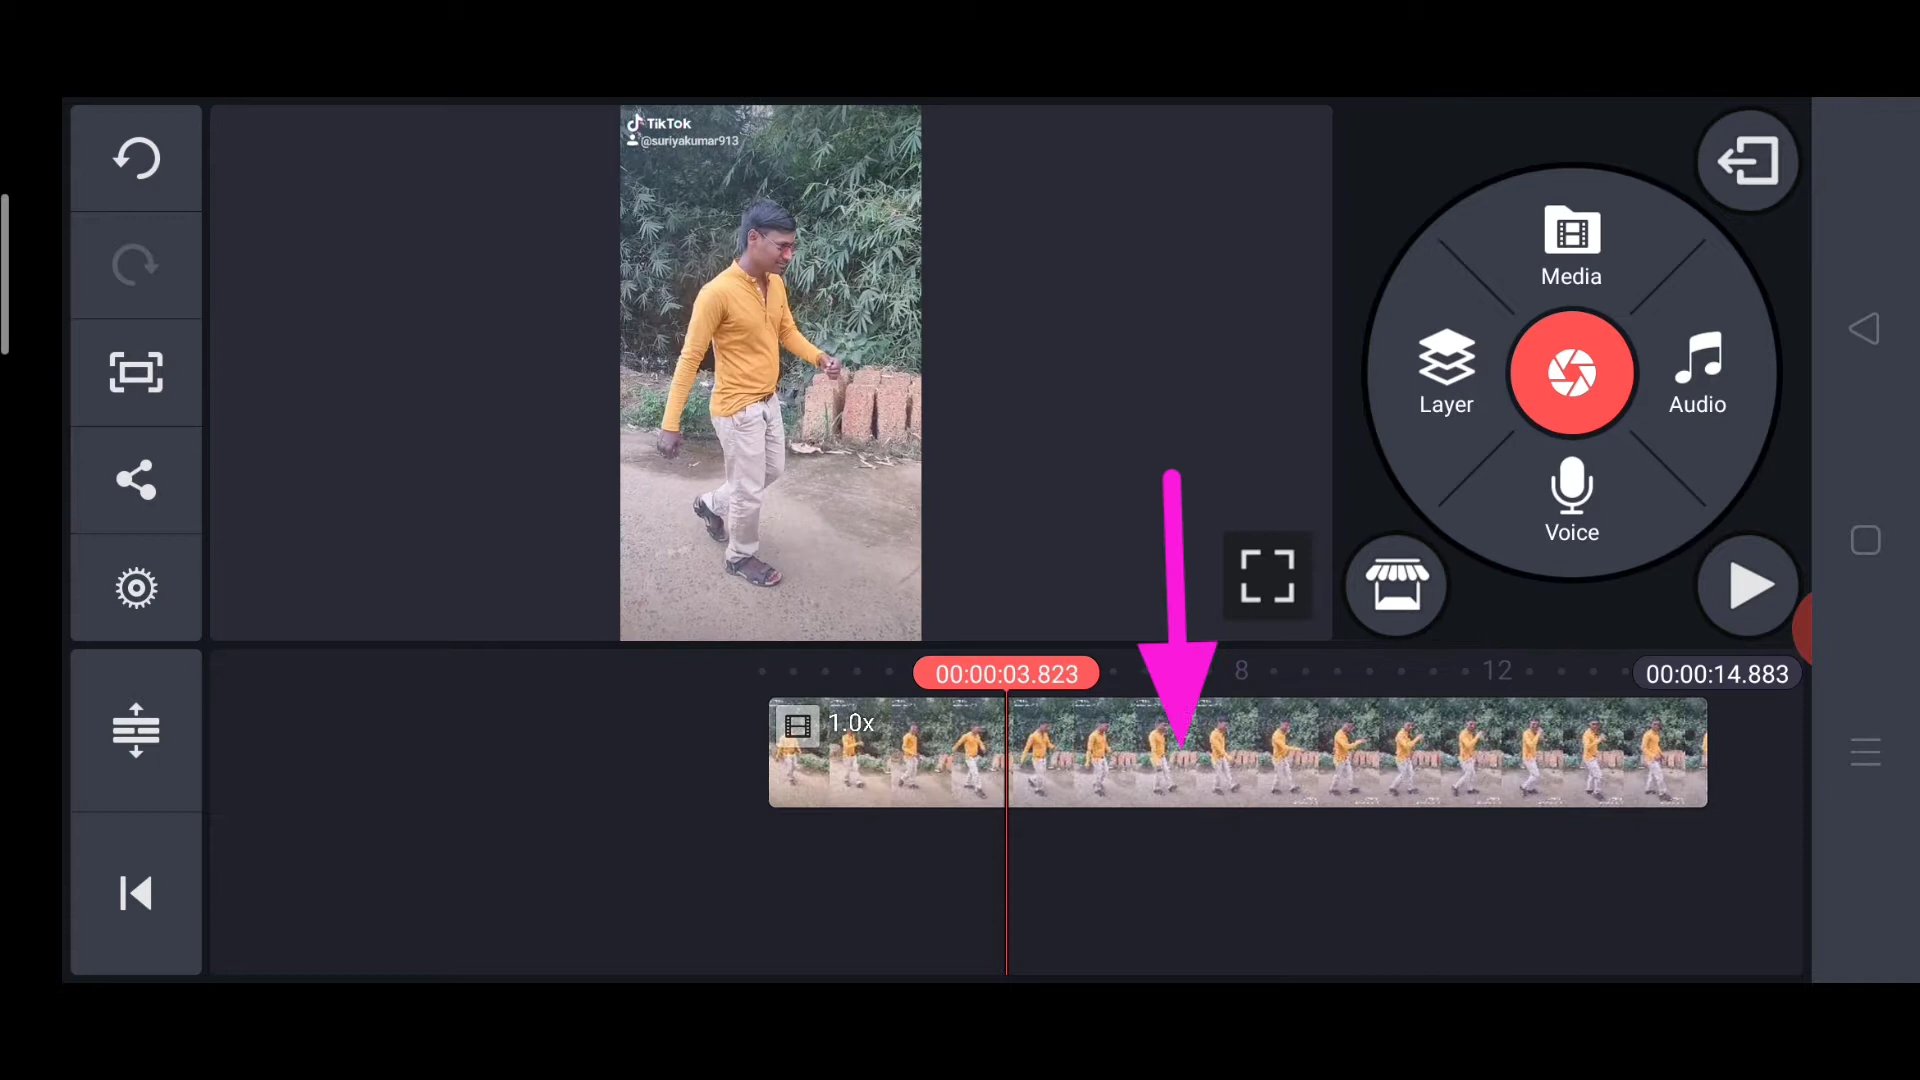 TikTok
@suriyakumar913
Media
Layer
Audio
Voice
00:00:03.823
8
12
00:00:14.883
1.0x